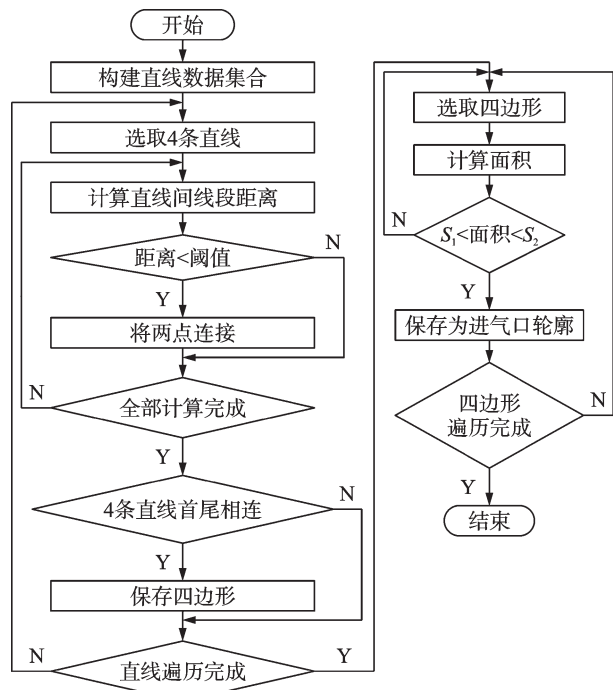 开始
构建直线数据集合
选取4条直线
计算直线间线段距离
距离<阈值
N
Y
将两点连接
N
全部计算完成
Y
4条直线首尾相连
N
Y
保存四边形
N
直线遍历完成
Y
选取四边形
计算面积
N
S₁<面积<S₂
Y
保存为进气口轮廓
四边形
遍历完成
N
Y
结束